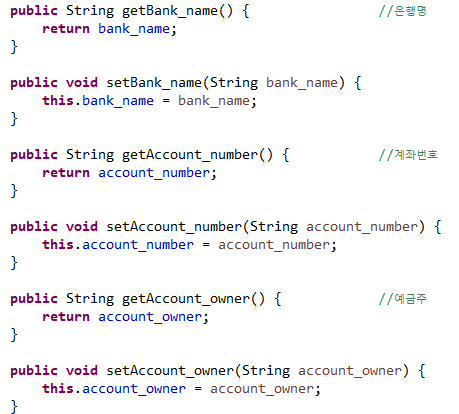 public String getBank_name() {                //은행명
    return bank_name;
}

public void setBank_name(String bank_name) {
    this.bank_name = bank_name;
}

public String getAccount_number() {           //계좌번호
    return account_number;
}

public void setAccount_number(String account_number) {
    this.account_number = account_number;
}

public String getAccount_owner() {            //예금주
    return account_owner;
}

public void setAccount_owner(String account_owner) {
    this.account_owner = account_owner;
}